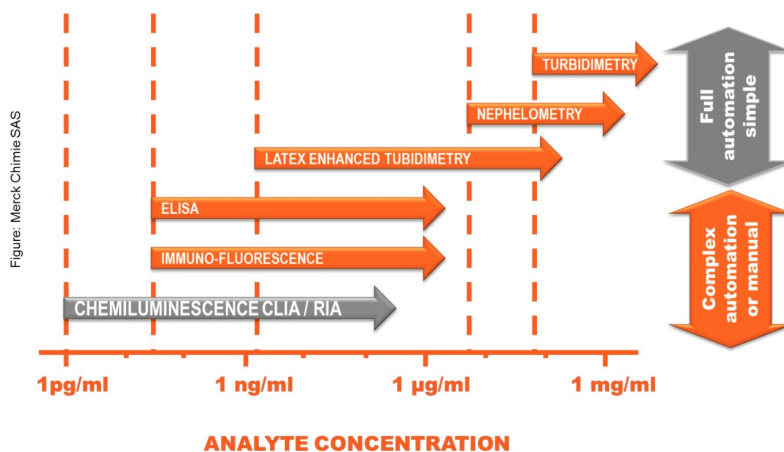 TURBIDIMETRY
NEPHELOMETRY
LATEX ENHANCED TUBIDIMETRY
ELISA
IMMUNO-FLUORESCENCE
CHEMILUMINESCENCE CLIA / RIA
Full
automation
simple
Complex
automation
or manual
1pg/ml
1 ng/ml
1 µg/ml
1 mg/ml
ANALYTE CONCENTRATION
Figure: Merck Chimie SAS